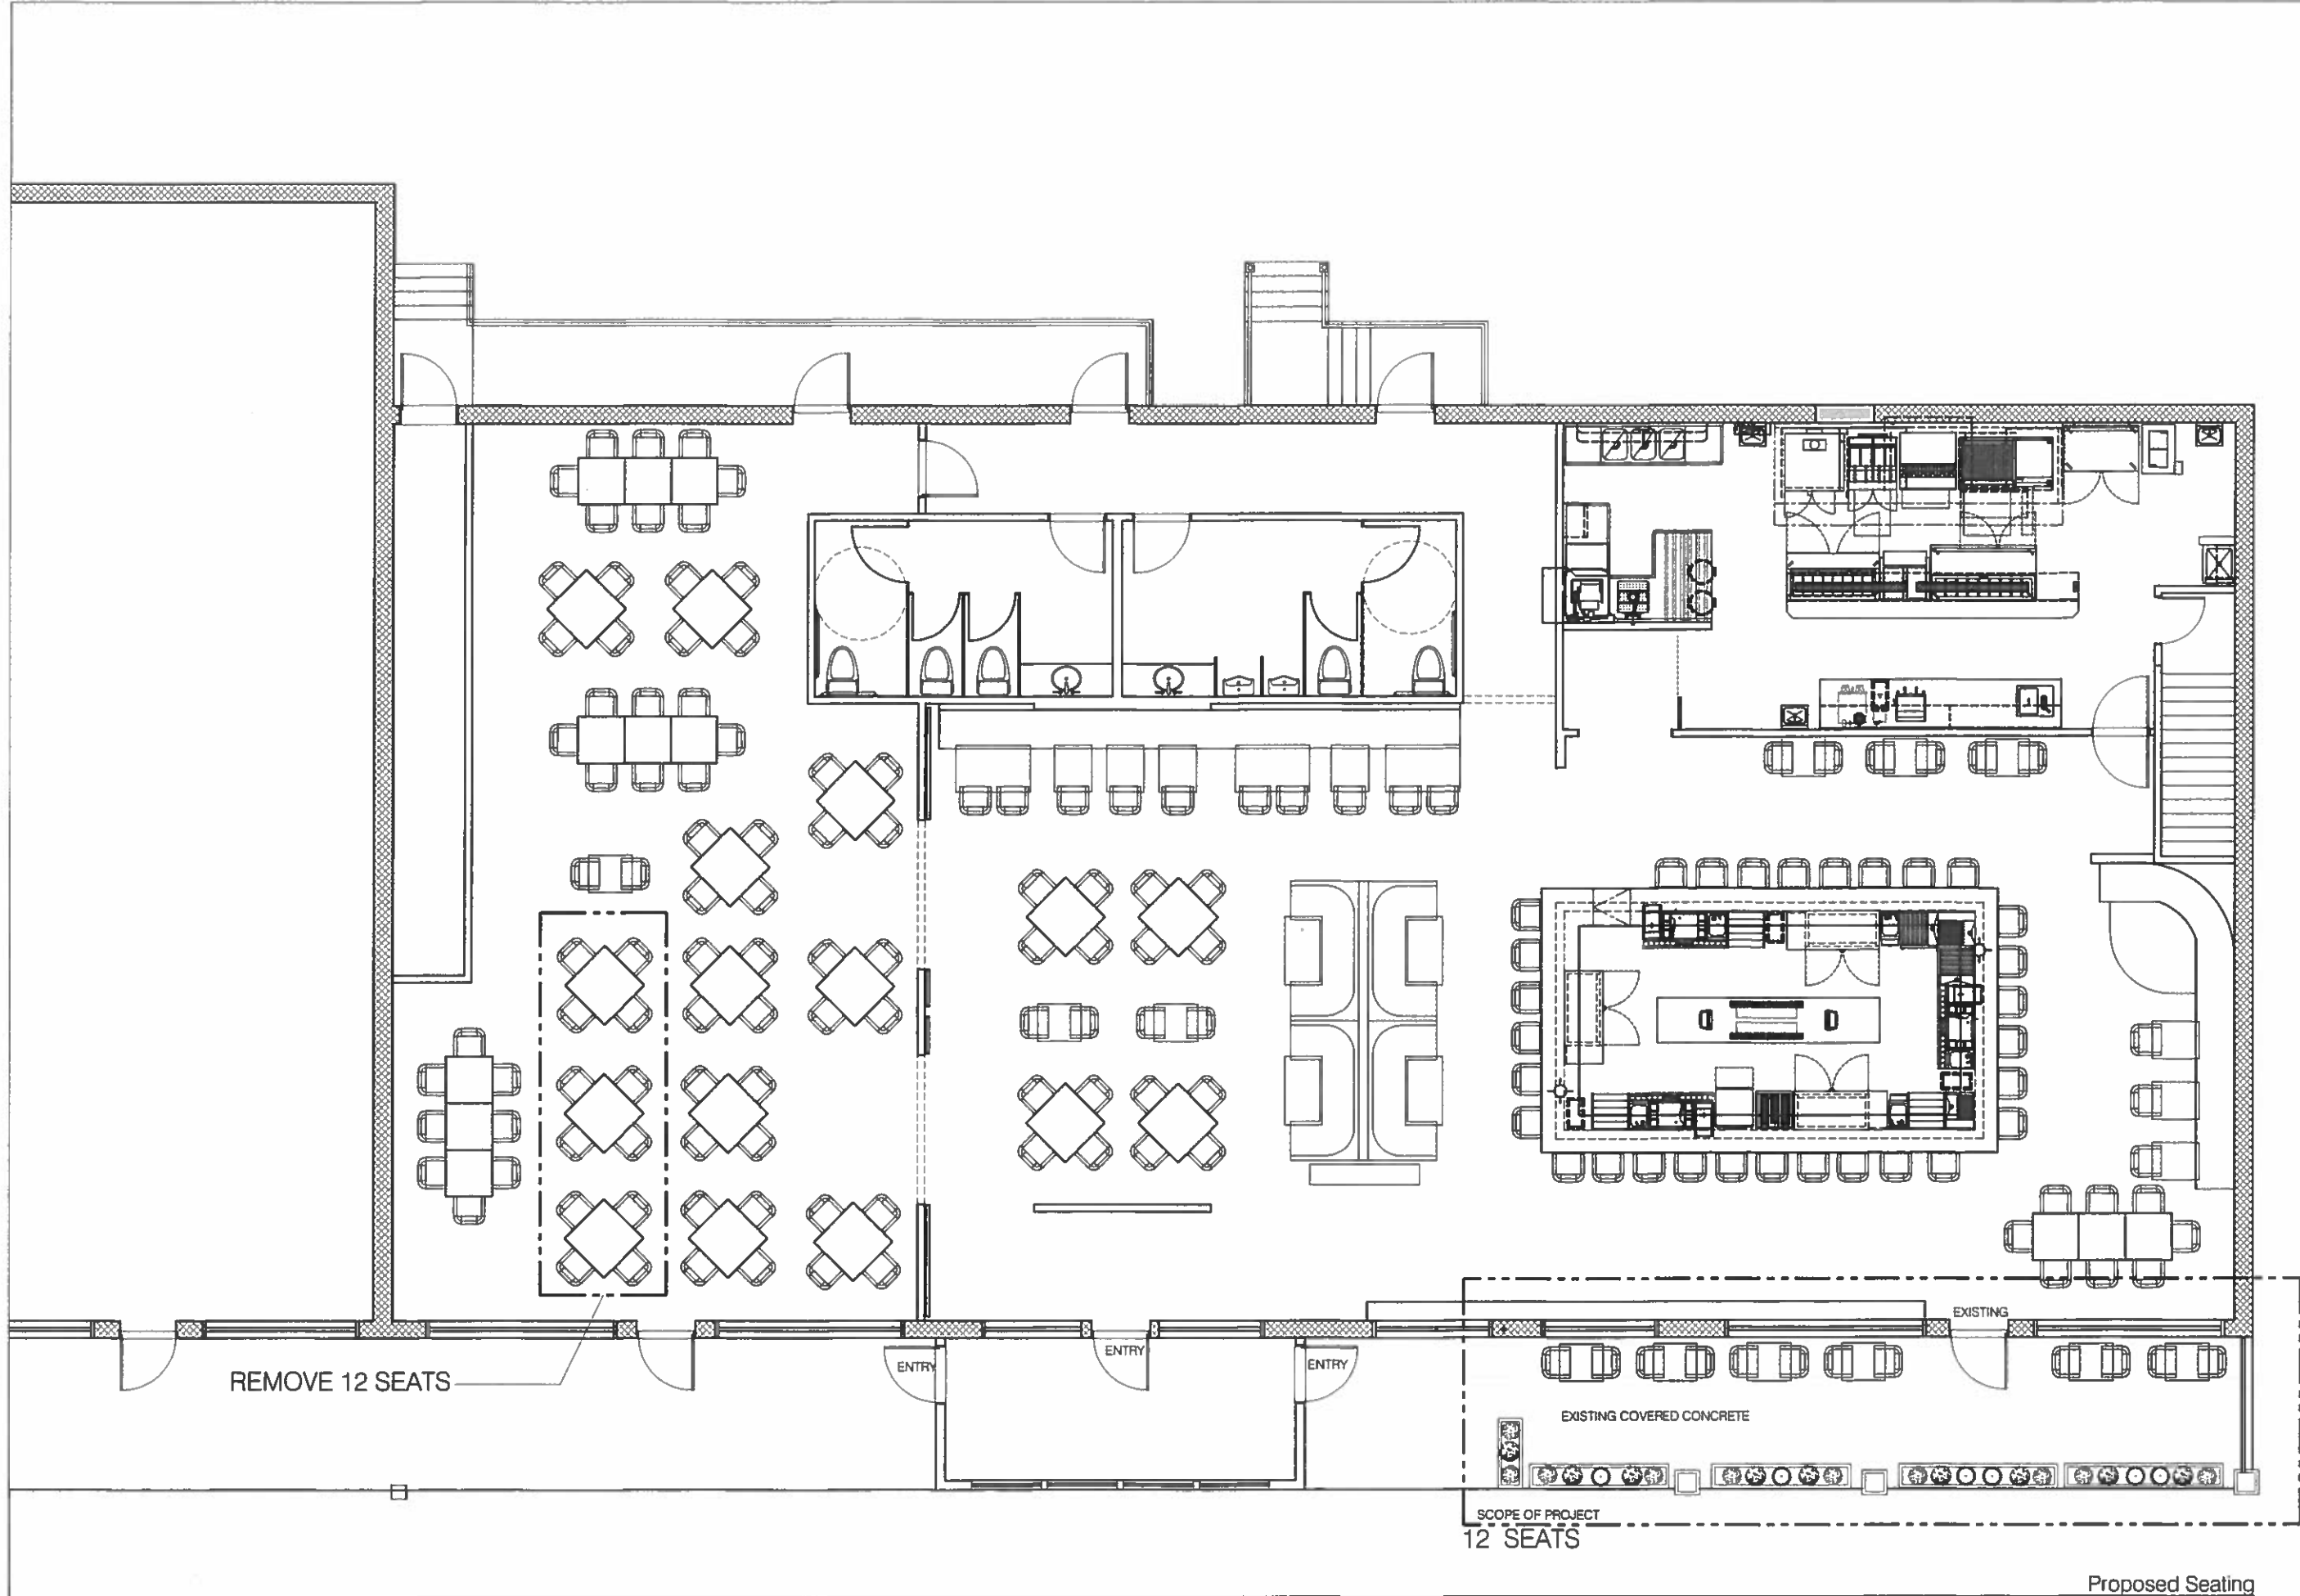 EXISTING
ENTRY
ENTRY
ENTRY
REMOVE 12 SEATS
EXISTING COVERED CONCRETE
SCOPE OF PROJECT
12 SEATS
Proposed Seating